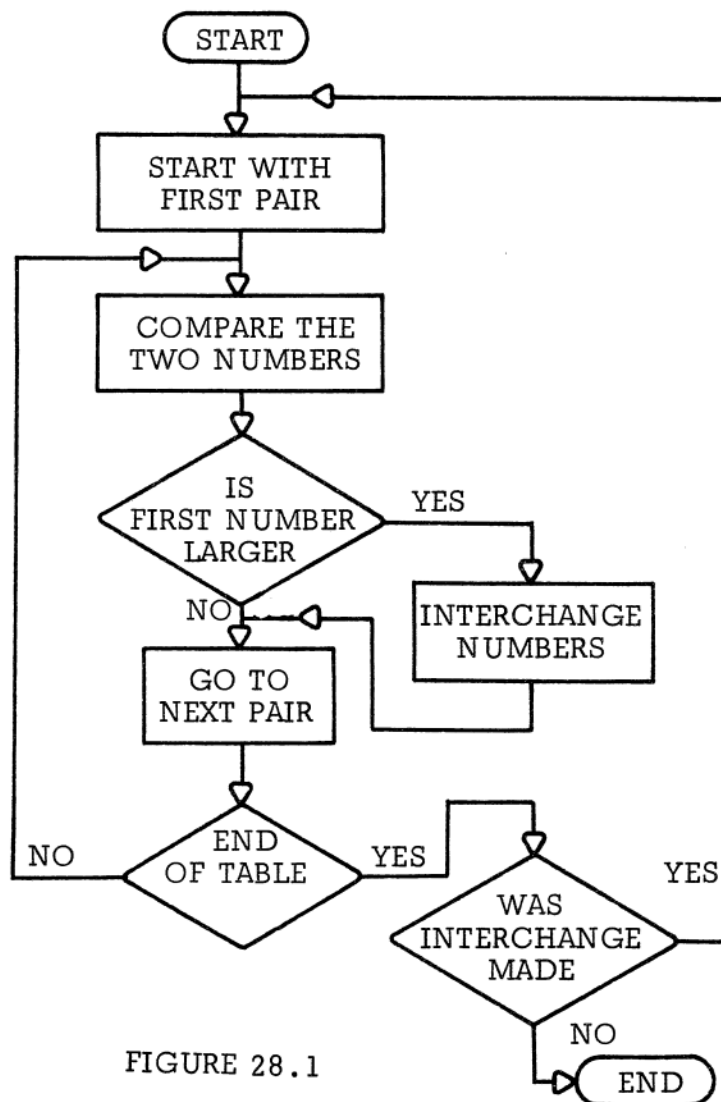 START
START WITH
FIRST PAIR
COMPARE THE
TWO NUMBERS
IS
FIRST NUMBER
LARGER
YES
NO
INTERCHANGE
NUMBERS
GO TO
NEXT PAIR
END
OF TABLE
NO
YES
WAS
INTERCHANGE
MADE
YES
NO
END
FIGURE 28.1